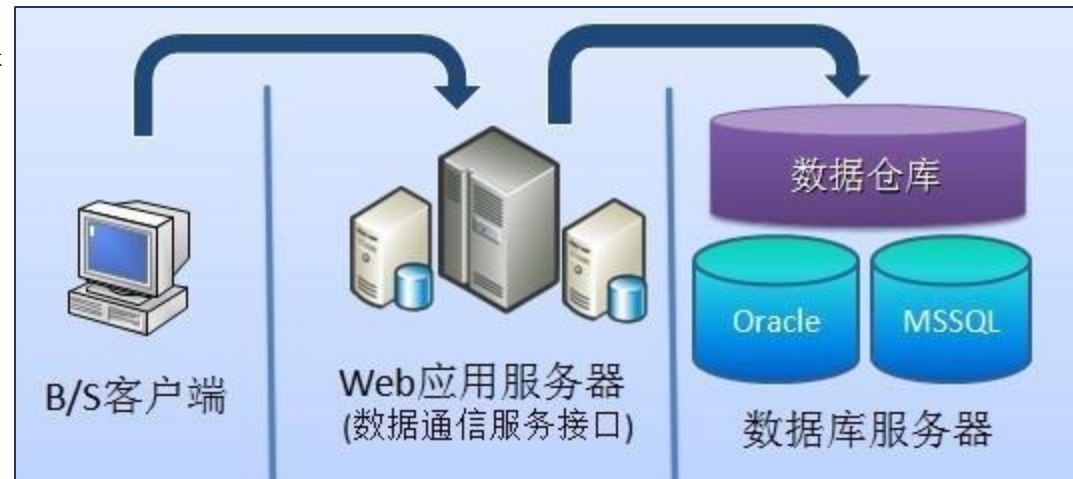 数据仓库
Oracle
MSSQL
B/S客户端
Web应用服务器
(数据通信服务接口)
数据库服务器